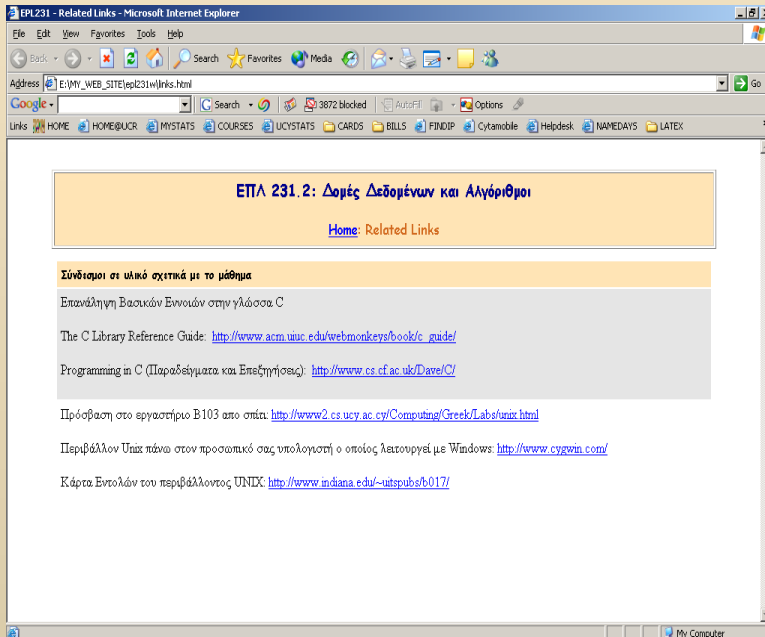 EPL231 - Related Links - Microsoft Internet Explorer
File Edit View Favorites Tools Help
Back Search Favorites Media
Address E:\MY_WEB_SITE\epl231w\links.html Go
Google Search 3872 blocked AutoFill Options
Links HOME HOME@UCR MYSTATS COURSES UCYSTATS CARDS BILLS FINDIP Cytamobile Helpdesk NAMEDAYS LATEX
ΕΠΛ 231.2: Δομές Δεδομένων και Αλγόριθμοι
Home: Related Links
Σύνδεσμοι σε υλικό σχετικά με το μάθημα
Επανάληψη Βασικών Εννοιών στην γλώσσα C
The C Library Reference Guide: http://www.acm.uiuc.edu/webmonkeys/book/c_guide/
Programming in C (Παραδείγματα και Επεξηγήσεις): http://www.cs.cf.ac.uk/Dave/C/
Πρόσβαση στο εργαστήριο B103 απο σπίτι: http://www2.cs.ucy.ac.cy/Computing/Greek/Labs/unix.html
Περιβάλλον Unix πάνω στον προσωπικό σας υπολογιστή ο οποίος λειτουργεί με Windows: http://www.cygwin.com/
Κάρτα Εντολών του περιβάλλοντος UNIX: http://www.indiana.edu/~uitspubs/b017/
My Computer